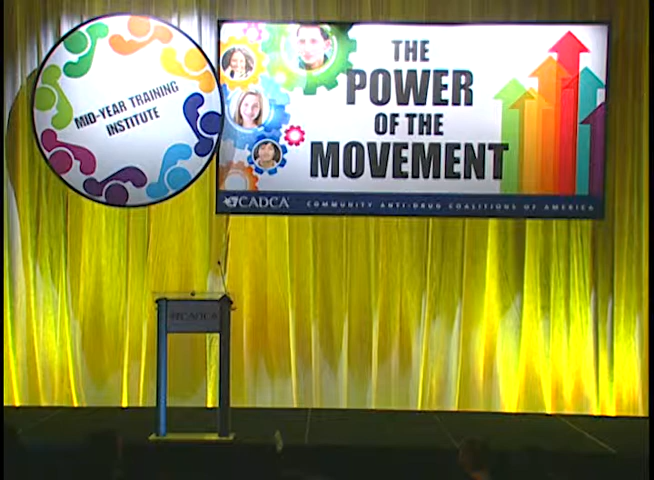 MID-YEAR TRAINING
INSTITUTE
THE
POWER
OF THE
MOVEMENT
CADCA
COMMUNITY ANTI-DRUG COALITIONS OF AMERICA
CADCA